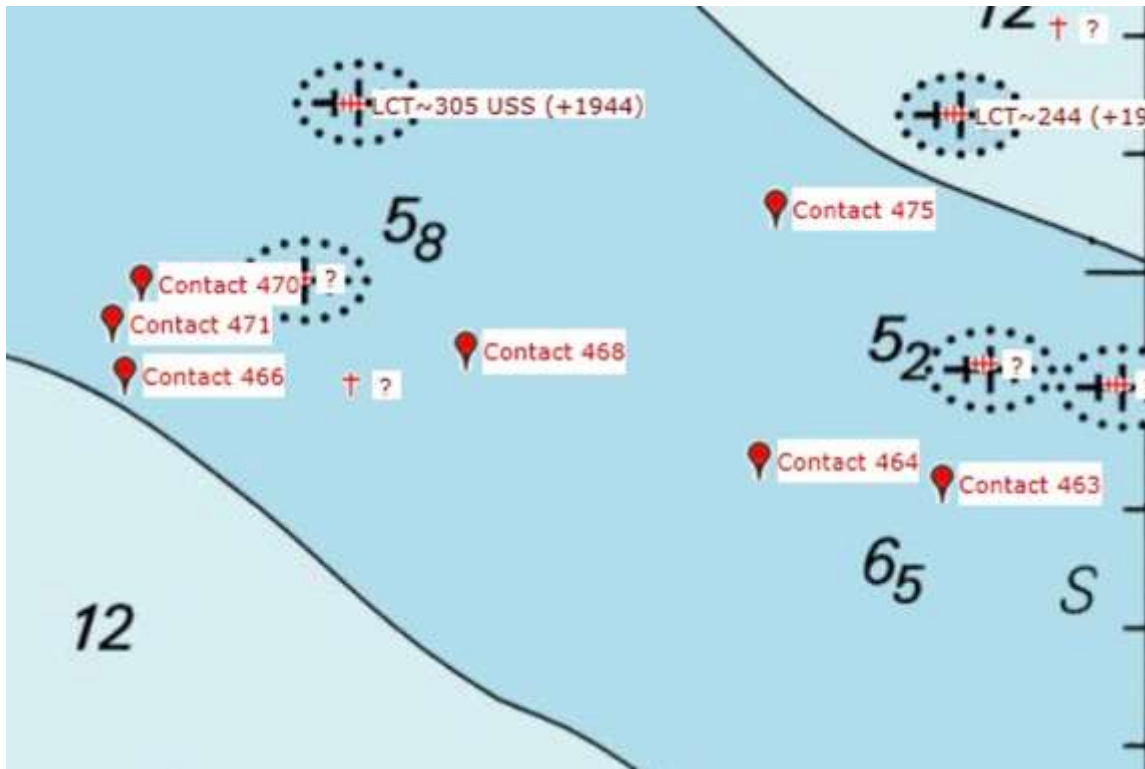 12 ?
LCT~305 USS (+1944)
LCT~244 (+19
58
Contact 475
Contact 470 ?
Contact 471
Contact 468
52 ?
Contact 466
?
Contact 464
Contact 463
65
S
12